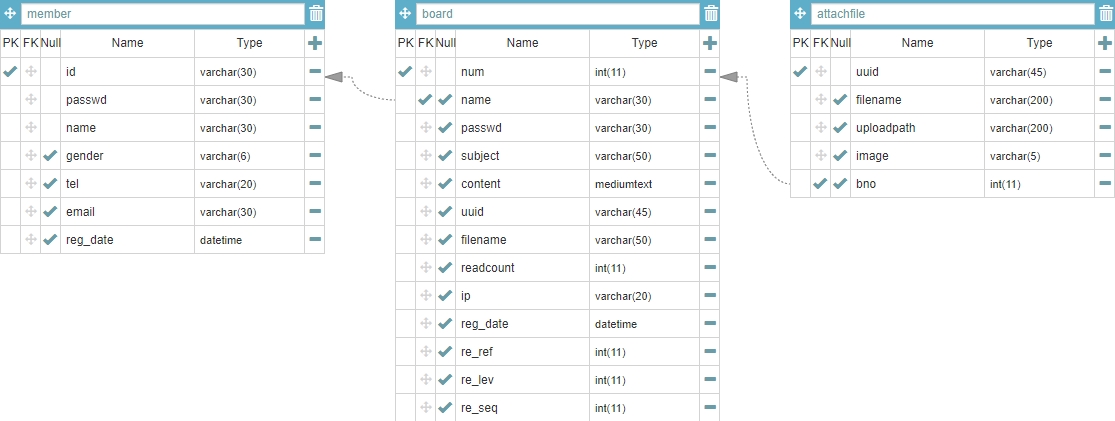 member
PK FK Null Name Type
id varchar(30)
passwd varchar(30)
name varchar(30)
gender varchar(6)
tel varchar(20)
email varchar(30)
reg_date datetime
board
PK FK Null Name Type
num int(11)
name varchar(30)
passwd varchar(30)
subject varchar(50)
content mediumtext
uuid varchar(45)
filename varchar(50)
readcount int(11)
ip varchar(20)
reg_date datetime
re_ref int(11)
re_lev int(11)
re_seq int(11)
attachfile
PK FK Null Name Type
uuid varchar(45)
filename varchar(200)
uploadpath varchar(200)
image varchar(5)
bno int(11)